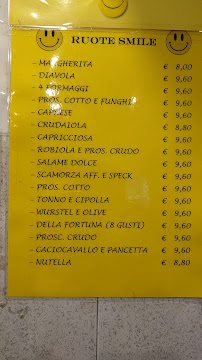 RUOTE SMILE
- MARGHERITA € 8,00
- DIAVOLA € 9,60
- 4 FORMAGGI € 9,60
- PROS. COTTO E FUNGHI € 9,60
- CAPRESE € 9,60
- CRUDAIOLA € 8,80
- CAPRICCIOSA € 9,60
- ROBIOLA E PROS. CRUDO € 9,60
- SALAME DOLCE € 9,60
- SCAMORZA AFF. E SPECK € 9,60
- PROS. COTTO € 9,60
- TONNO E CIPOLLA € 9,60
- WURSTEL E OLIVE € 9,60
- DELLA FORTUNA (8 GUSTI) € 9,60
- PROSC. CRUDO € 9,60
- CACIOCAVALLO E PANCETTA € 9,60
- NUTELLA € 8,80